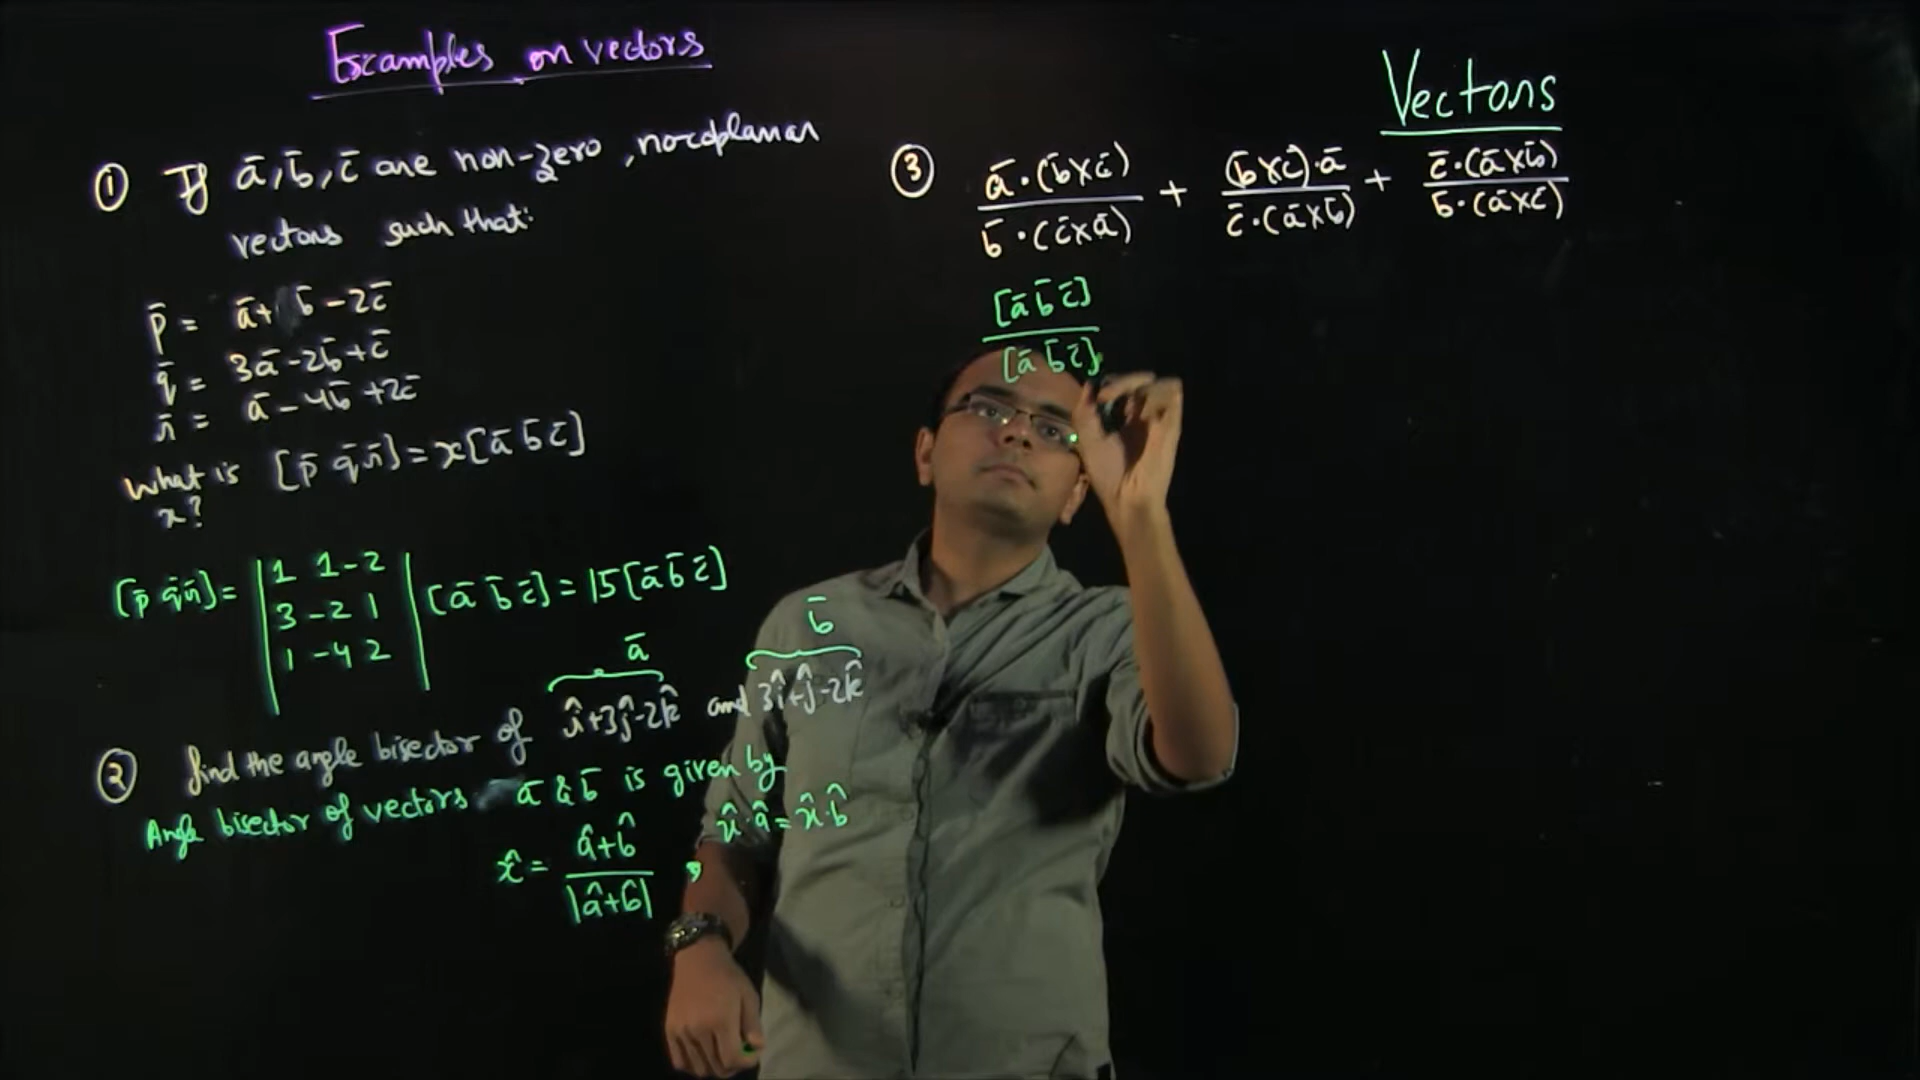 Examples on vectors
① If ā, b̄, c̄ are non-zero, nocoplanar
vectors such that:
p̄ = ā + b̄ - 2c̄
q̄ = 3ā - 2b̄ + c̄
r̄ = ā - 4b̄ + 2c̄
What is [p̄ q̄ r̄] = x[ā b̄ c̄]
x?
[p̄ q̄ r̄] = | 1 1 -2 | [ā b̄ c̄] = 15[ā b̄ c̄]
3 -2 1
1 -4 2
ā b̄
② find the angle bisector of î+3ĵ-2k̂ and 3î+ĵ-2k̂
Angle bisector of vectors ā & b̄ is given by
x̂ = (â+b̂)/|â+b̂| , x̂·â = x̂·b̂
Vectors
③ ā·(b̄×c̄)/b̄·(c̄×ā) + (b̄×c̄)·ā/c̄·(ā×b̄) + c̄·(ā×b̄)/b̄·(ā×c̄)
[ā b̄ c̄]
[ā b̄ c̄]